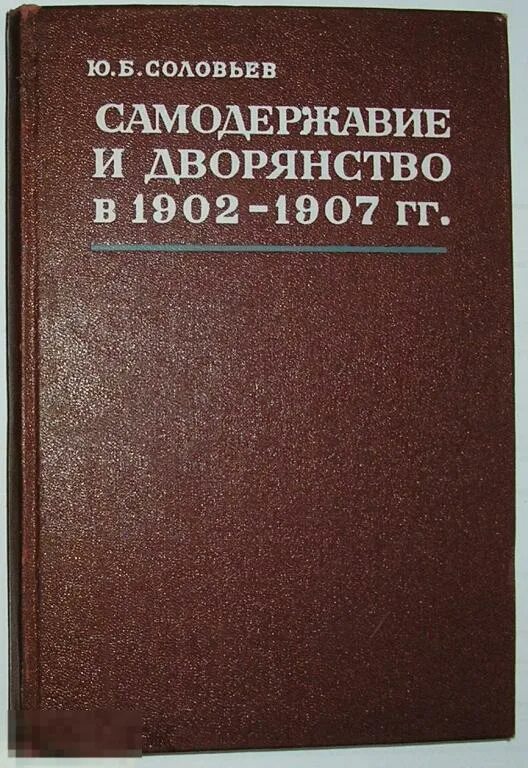 Ю.Б.СОЛОВЬЕВ
САМОДЕРЖАВИЕ
И ДВОРЯНСТВО
В 1902-1907 ГГ.